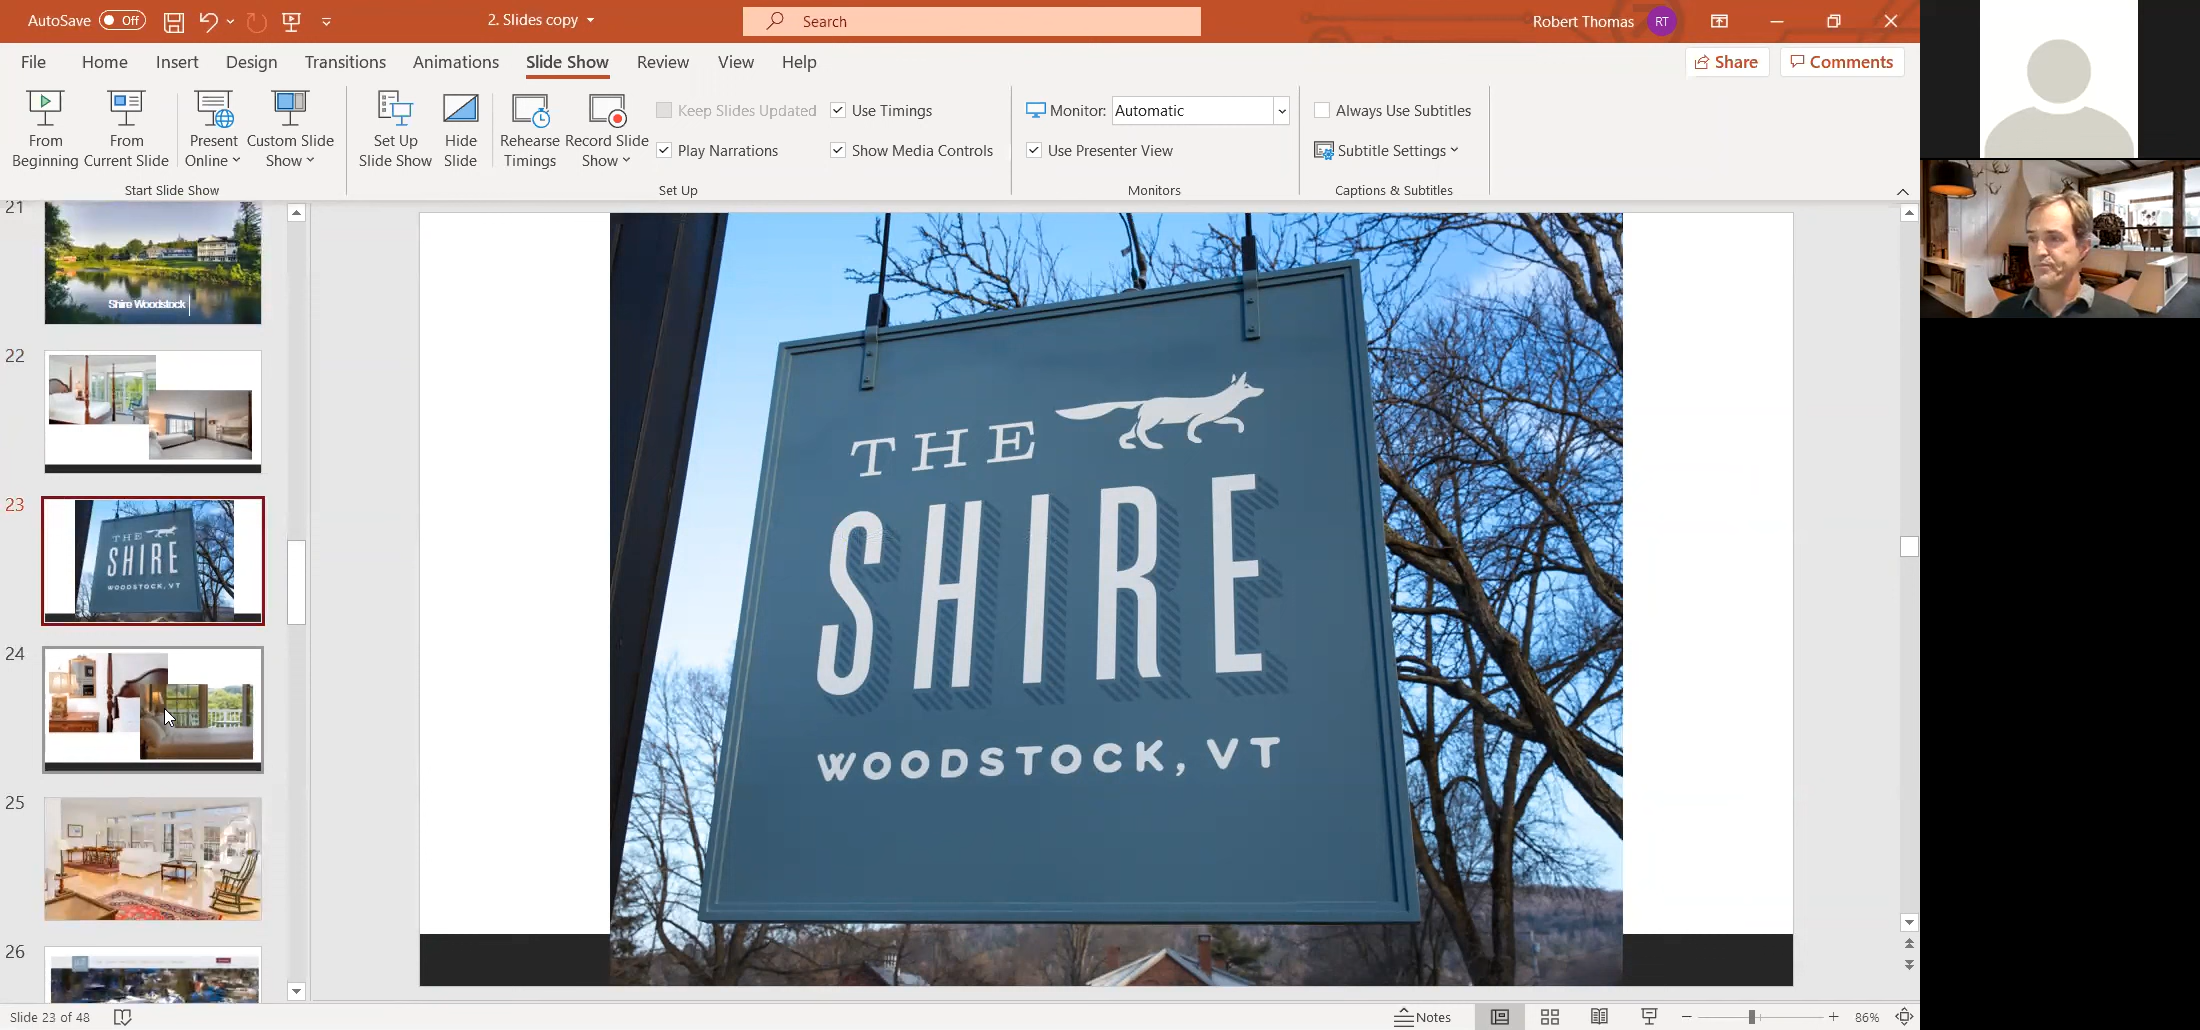 AutoSave Off
2. Slides copy
Search
Robert Thomas RT
File Home Insert Design Transitions Animations Slide Show Review View Help
Share Comments
From Beginning
From Current Slide
Present Online
Custom Slide Show
Start Slide Show
Set Up Slide Show
Hide Slide
Rehearse Timings
Record Slide Show
Keep Slides Updated
Play Narrations
Use Timings
Show Media Controls
Set Up
Monitor: Automatic
Use Presenter View
Monitors
Always Use Subtitles
Subtitle Settings
Captions & Subtitles
21
Shire Woodstock
22
23
THE
SHIRE
WOODSTOCK, VT
24
25
26
THE
SHIRE
WOODSTOCK, VT
Slide 23 of 48
Notes
86%